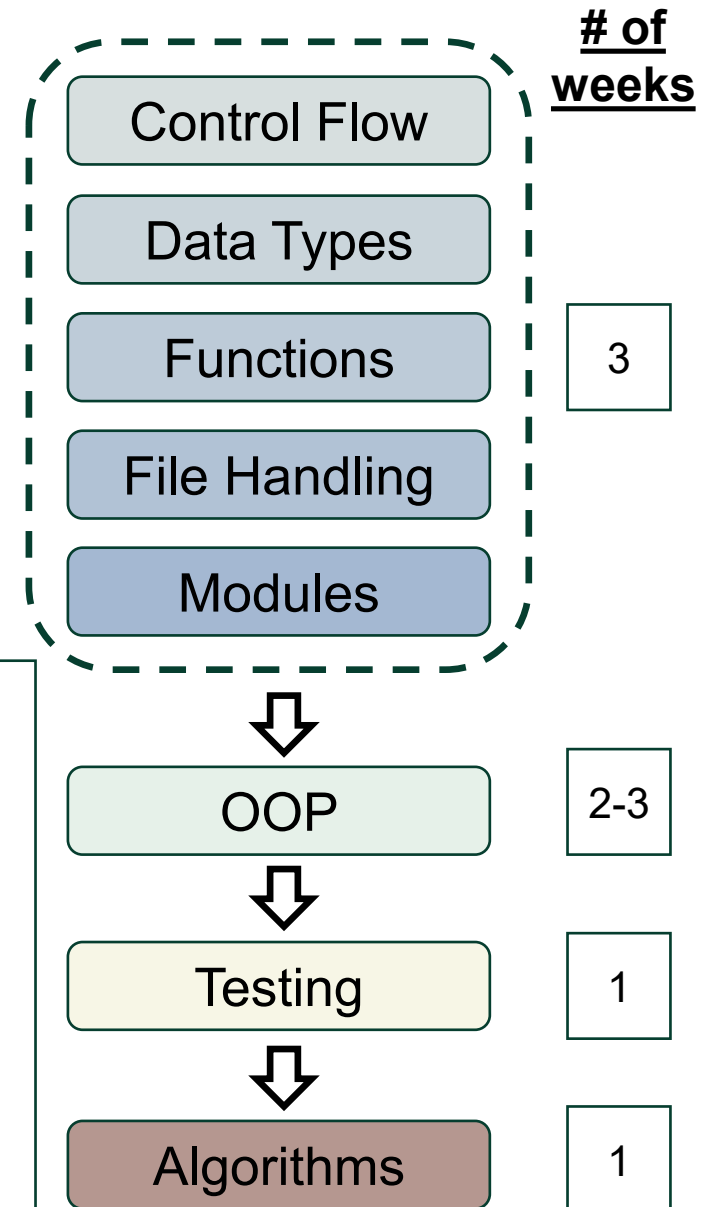 # of
weeks
Control Flow
Data Types
Functions
3
File Handling
Modules
OOP
2-3
Testing
1
Algorithms
1